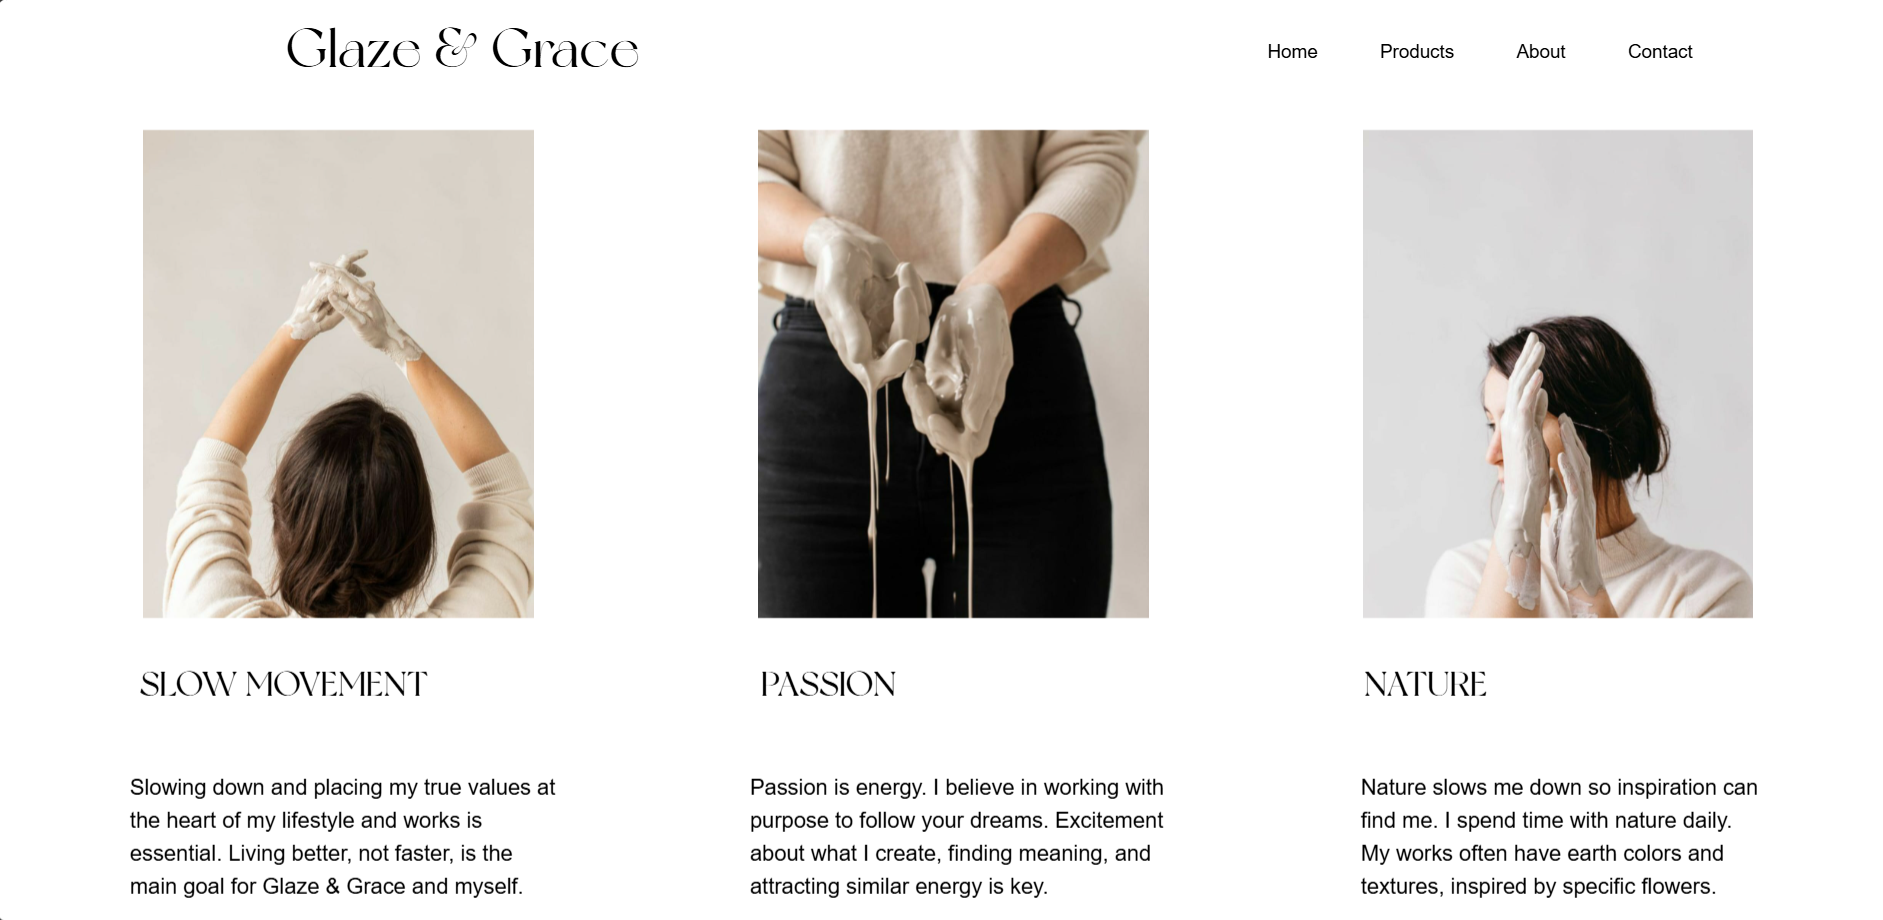 Glaze & Grace
Home
Products
About
Contact
SLOW MOVEMENT
Slowing down and placing my true values at
the heart of my lifestyle and works is
essential. Living better, not faster, is the
main goal for Glaze & Grace and myself.
PASSION
Passion is energy. I believe in working with
purpose to follow your dreams. Excitement
about what I create, finding meaning, and
attracting similar energy is key.
NATURE
Nature slows me down so inspiration can
find me. I spend time with nature daily.
My works often have earth colors and
textures, inspired by specific flowers.